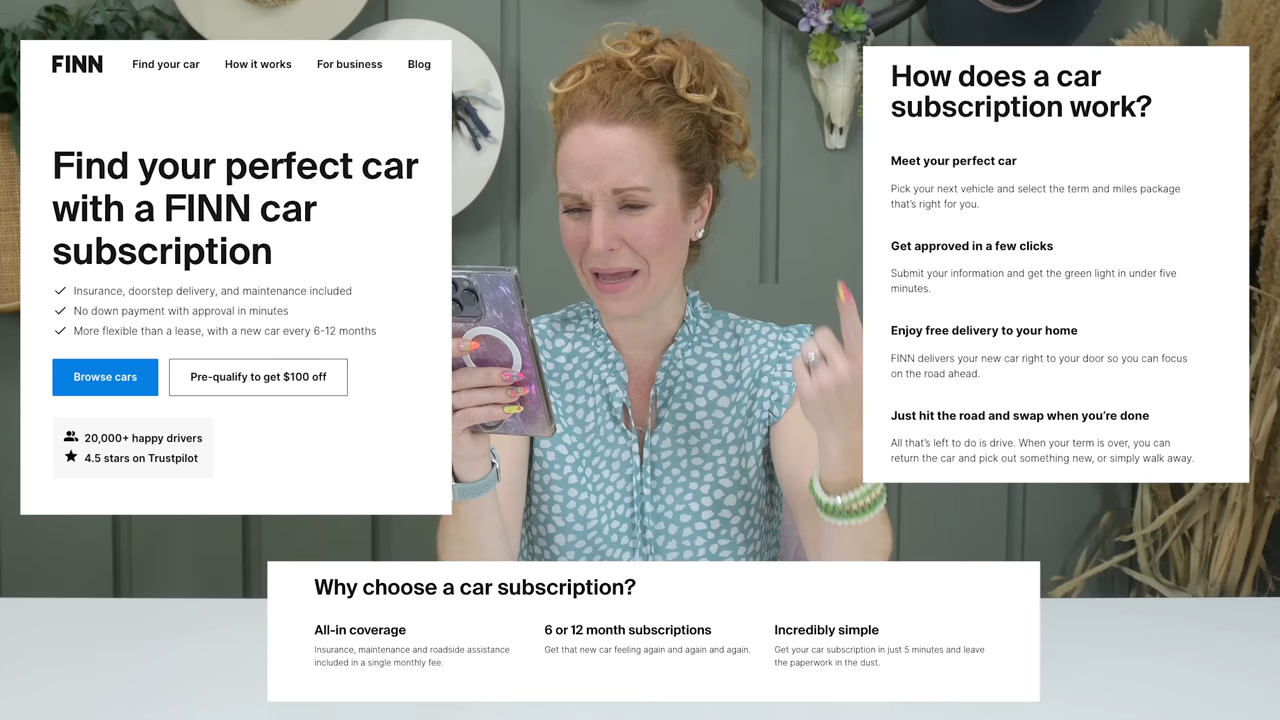 FINN
Find your car
How it works
For business
Blog
Find your perfect car
with a FINN car
subscription
Insurance, doorstep delivery, and maintenance included
No down payment with approval in minutes
More flexible than a lease, with a new car every 6-12 months
Browse cars
Pre-qualify to get $100 off
20,000+ happy drivers
4.5 stars on Trustpilot
How does a car
subscription work?
Meet your perfect car
Pick your next vehicle and select the term and miles package
that's right for you.
Get approved in a few clicks
Submit your information and get the green light in under five
minutes.
Enjoy free delivery to your home
FINN delivers your new car right to your door so you can focus
on the road ahead.
Just hit the road and swap when you're done
All that's left to do is drive. When your term is over, you can
return the car and pick out something new, or simply walk away.
Why choose a car subscription?
All-in coverage
Insurance, maintenance and roadside assistance
included in a single monthly fee.
6 or 12 month subscriptions
Get that new car feeling again and again and again.
Incredibly simple
Get your car subscription in just 5 minutes and leave
the paperwork in the dust.